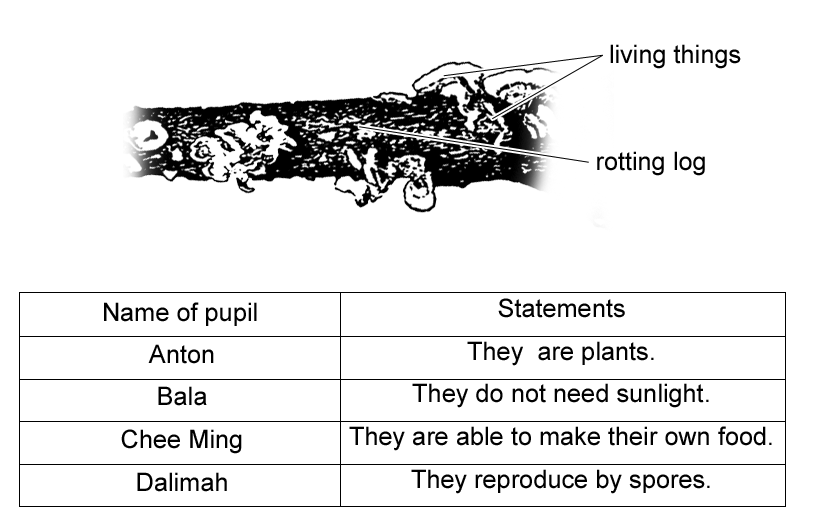 living things
rotting log
Name of pupil Statements
Anton They are plants.
Bala They do not need sunlight.
Chee Ming They are able to make their own food.
Dalimah They reproduce by spores.